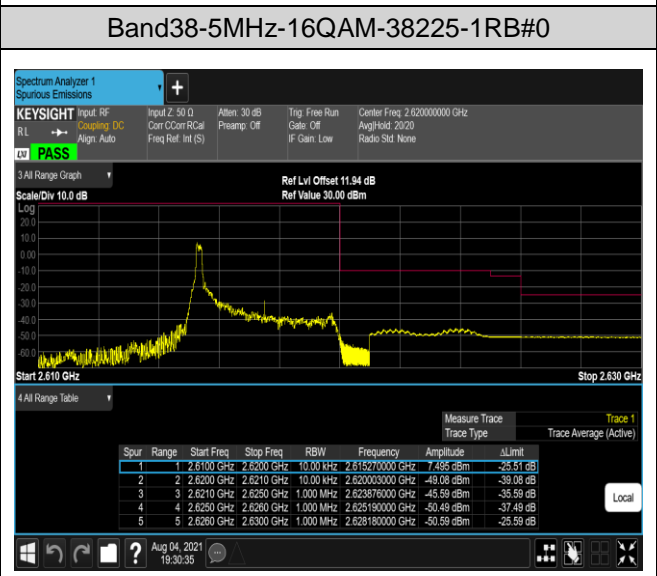 Band38-5MHz-16QAM-38225-1RB#0
Spectrum Analyzer 1
Spurious Emissions
KEYSIGHT Input: RF Input Z: 50 Ω Atten: 30 dB Trig: Free Run Center Freq: 2.620000000 GHz
RL Coupling: DC Corr CCorr RCal Preamp: Off Gate: Off Avg|Hold: 20/20
Align: Auto Freq Ref: Int (S) IF Gain: Low Radio Std: None
LXI PASS
3 All Range Graph Ref Lvl Offset 11.94 dB
Scale/Div 10.0 dB Ref Value 30.00 dBm
Log
20.0
10.0
0.00
-10.0
-20.0
-30.0
-40.0
-50.0
-60.0
Start 2.610 GHz Stop 2.630 GHz
4 All Range Table
Measure Trace Trace 1
Trace Type Trace Average (Active)
Spur Range Start Freq Stop Freq RBW Frequency Amplitude ΔLimit
1 1 2.6100 GHz 2.6200 GHz 10.00 kHz 2.615270000 GHz 7.495 dBm -25.51 dB
2 2 2.6200 GHz 2.6210 GHz 10.00 kHz 2.620003000 GHz -49.08 dBm -39.08 dB
3 3 2.6210 GHz 2.6250 GHz 1.000 MHz 2.623876000 GHz -45.59 dBm -35.59 dB
4 4 2.6250 GHz 2.6260 GHz 1.000 MHz 2.625190000 GHz -50.49 dBm -37.49 dB
5 5 2.6260 GHz 2.6300 GHz 1.000 MHz 2.628180000 GHz -50.59 dBm -25.59 dB
Local
Aug 04, 2021
19:30:35